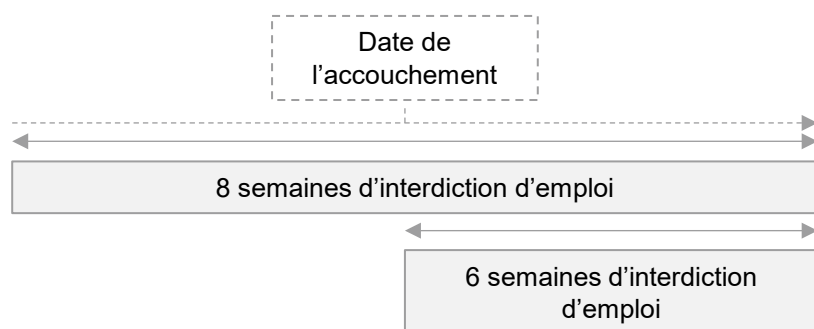 Date de
l’accouchement
8 semaines d’interdiction d’emploi
6 semaines d’interdiction
d’emploi